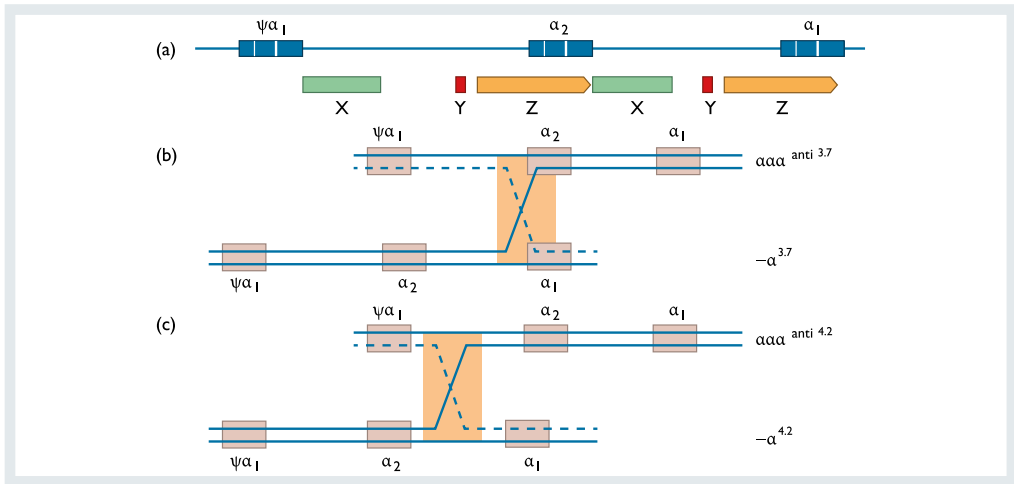 ψα1 α2 α1
(a)
X Y Z X Y Z
ψα1 α2 α1
(b) ααα anti 3.7
−α3.7
ψα1 α2 α1
ψα1 α2 α1
(c) ααα anti 4.2
−α4.2
ψα1 α2 α1